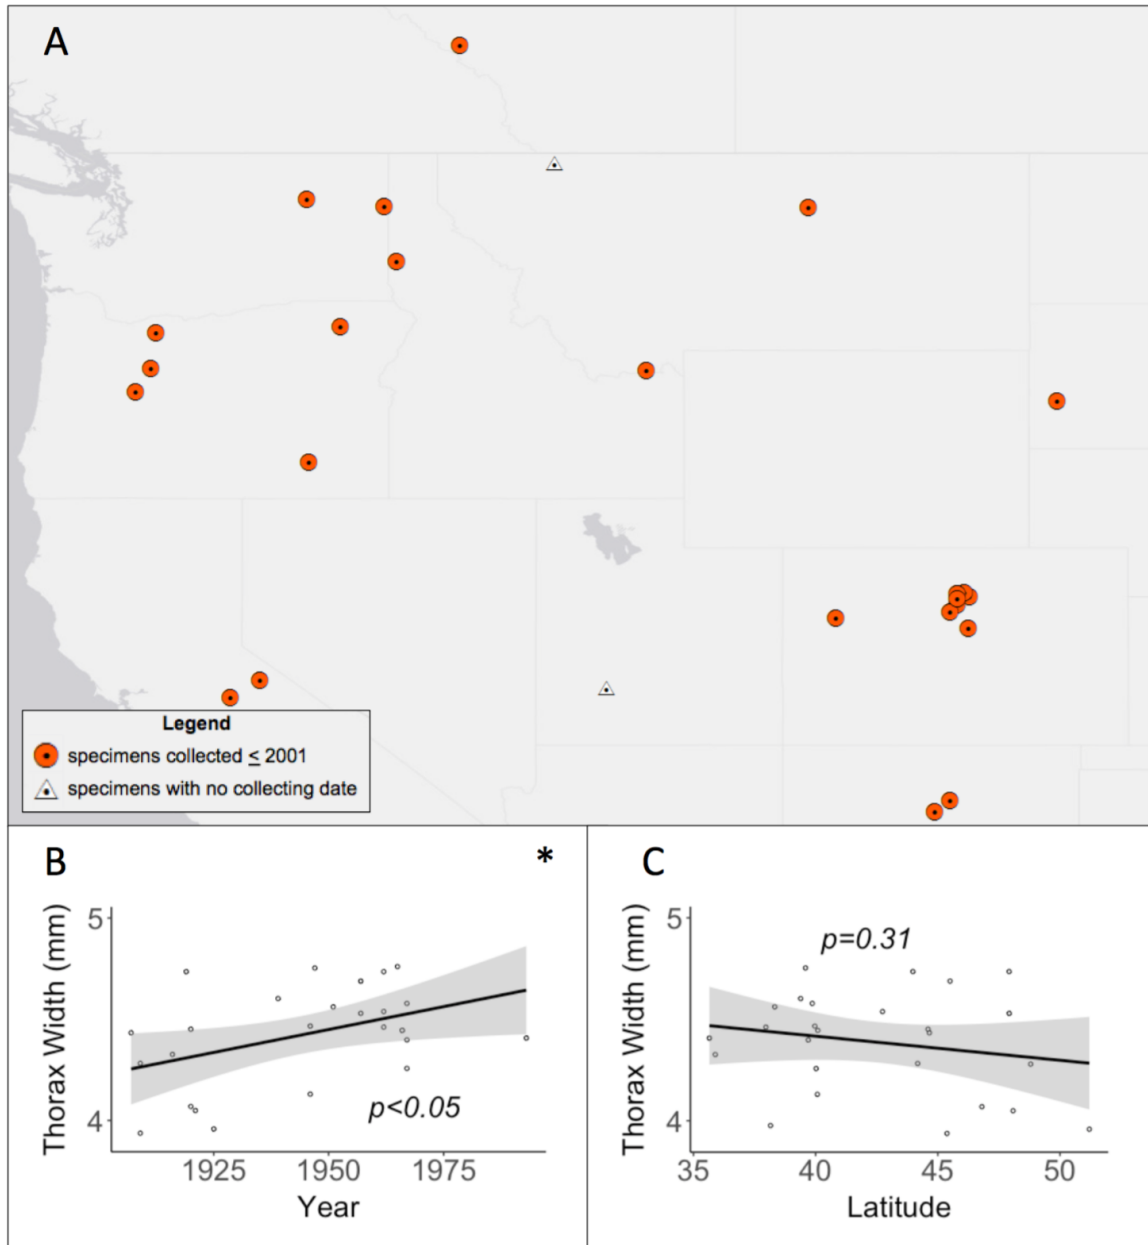 A
Legend
specimens collected ≤ 2001
specimens with no collecting date
B
*
5
4
Thorax Width (mm)
p<0.05
1925 1950 1975
Year
C
5
4
Thorax Width (mm)
p=0.31
35 40 45 50
Latitude